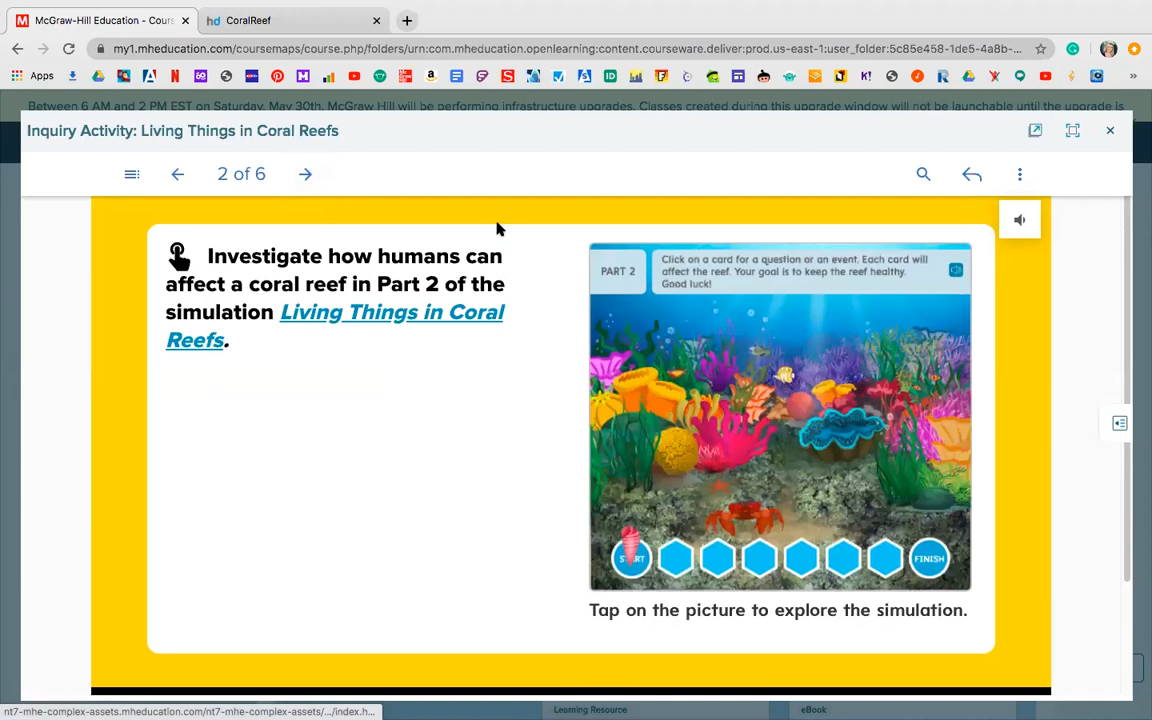 McGraw-Hill Education - Cours
CoralReef
my1.mheducation.com/coursemaps/course.php/folders/urn:com.mheducation.openlearning:content.courseware.deliver:prod.us-east-1:user_folder:5c85e458-1de5-4a8b-...
Apps
Between 6 AM and 2 PM EST on Saturday, May 30th, McGraw Hill will be performing infrastructure upgrades. Classes created during this upgrade window will not be launchable until the upgrade is
Inquiry Activity: Living Things in Coral Reefs
2 of 6
Investigate how humans can
affect a coral reef in Part 2 of the
simulation Living Things in Coral
Reefs.
PART 2
Click on a card for a question or an event. Each card will
affect the reef. Your goal is to keep the reef healthy.
Good luck!
FINISH
Tap on the picture to explore the simulation.
nt7-mhe-complex-assets.mheducation.com/nt7-mhe-complex-assets/.../index.h...
Learning Resource
eBook